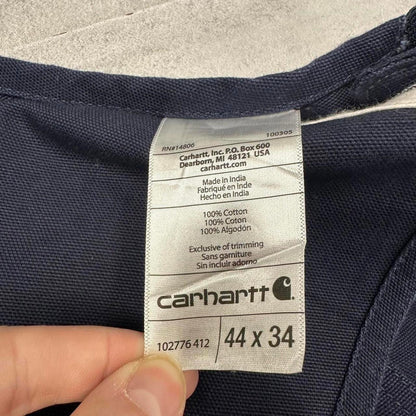 RN#14806 100305
Carhartt, Inc. P.O. Box 600
Dearborn, MI 48121 USA
carhartt.com
Made in India
Fabriqué en Inde
Hecho en India
100% Cotton
100% Cotton
100% Algodón
Exclusive of trimming
Sans garniture
Sin incluir adorno
carhartt
102776 412 44 x 34